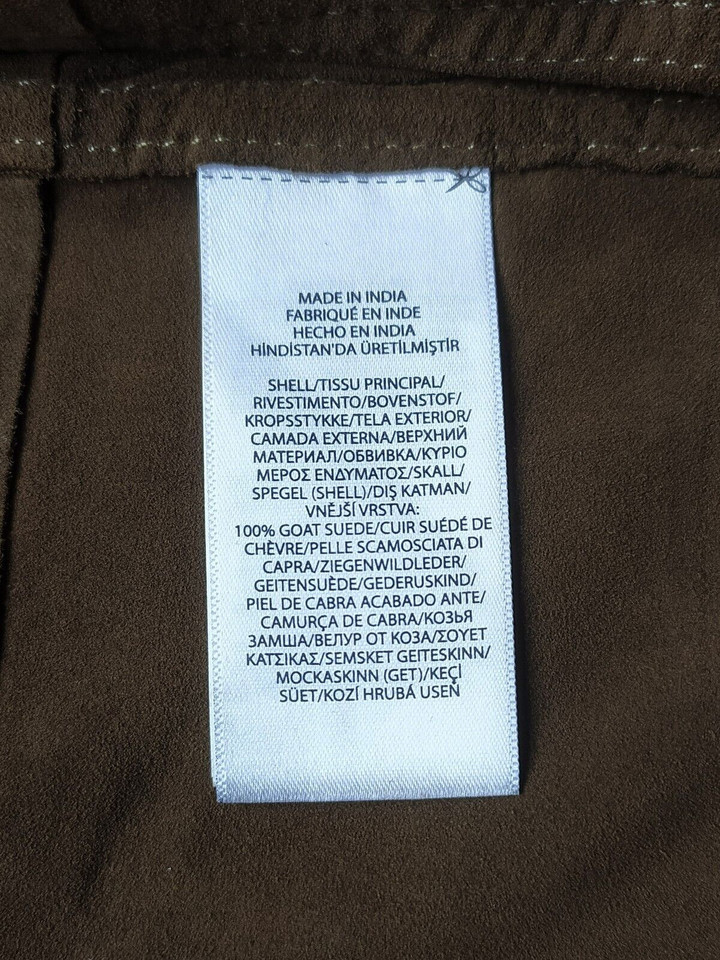 MADE IN INDIA
FABRIQUÉ EN INDE
HECHO EN INDIA
HİNDİSTAN'DA ÜRETİLMİŞTİR
SHELL/TISSU PRINCIPAL/
RIVESTIMENTO/BOVENSTOF/
KROPSSTYKKE/TELA EXTERIOR/
CAMADA EXTERNA/ВЕРХНИЙ
МАТЕРИАЛ/ОБВИВКА/ΚΥΡΙΟ
ΜΕΡΟΣ ΕΝΔΥΜΑΤΟΣ/SKALL/
SPEGEL (SHELL)/DIŞ KATMAN/
VNĚJŠÍ VRSTVA:
100% GOAT SUEDE/CUIR SUÉDÉ DE
CHÈVRE/PELLE SCAMOSCIATA DI
CAPRA/ZIEGENWILDLEDER/
GEITENSUÈDE/GEDERUSKIND/
PIEL DE CABRA ACABADO ANTE/
CAMURÇA DE CABRA/КОЗЬЯ
ЗАМША/ВЕЛУР ОТ КОЗА/ΣΟΥΕΤ
ΚΑΤΣΙΚΑΣ/SEMSKET GEITESKINN/
MOCKASKINN (GET)/KEÇİ
SÜET/KOZÍ HRUBÁ USEŇ